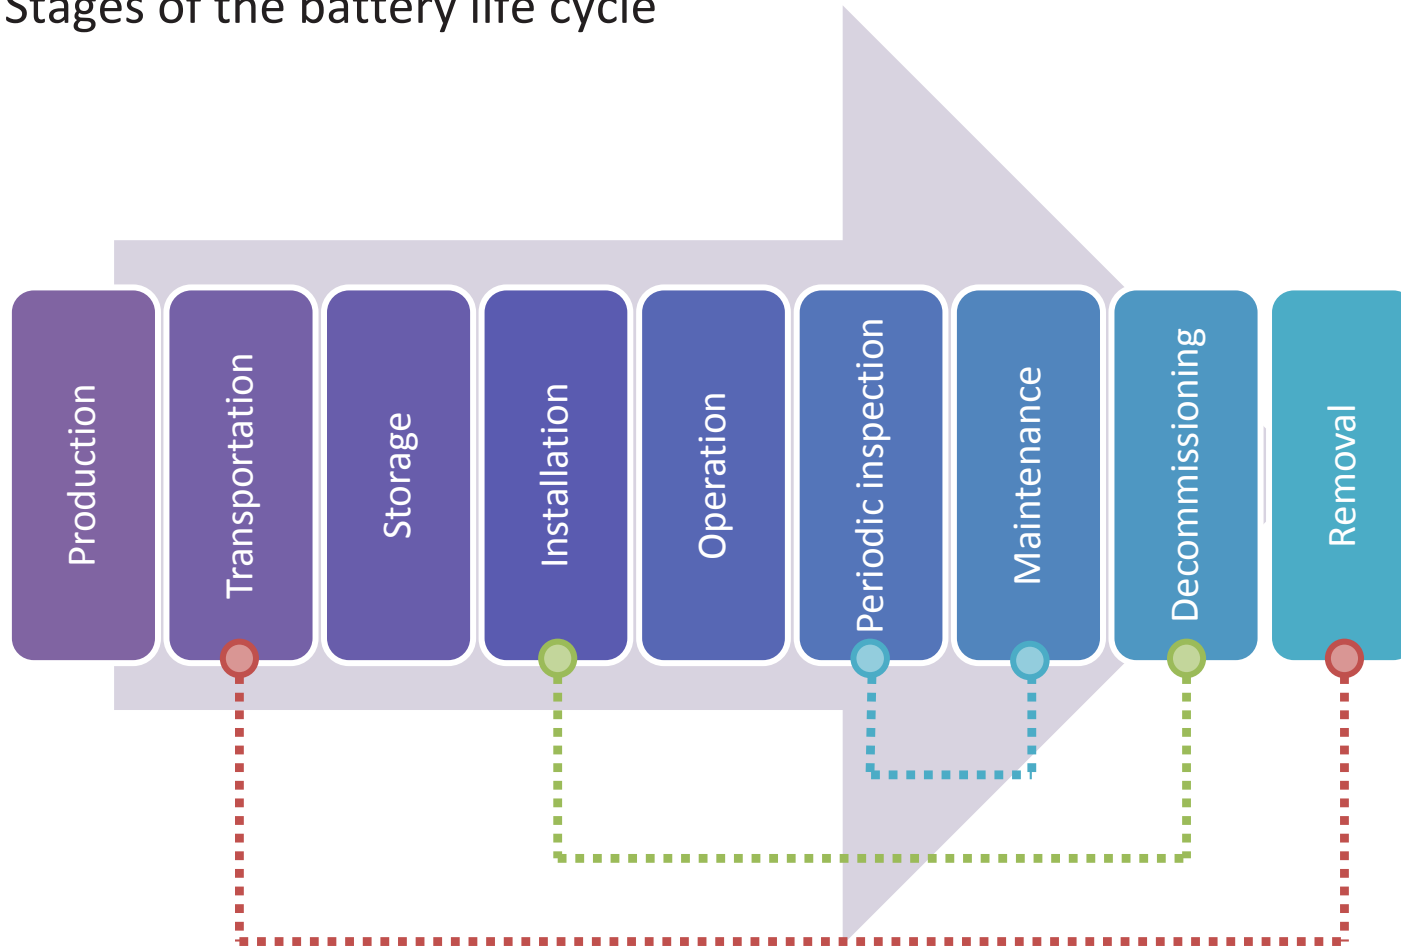 Stages of the battery life cycle
Production
Transportation
Storage
Installation
Operation
Periodic inspection
Maintenance
Decommissioning
Removal